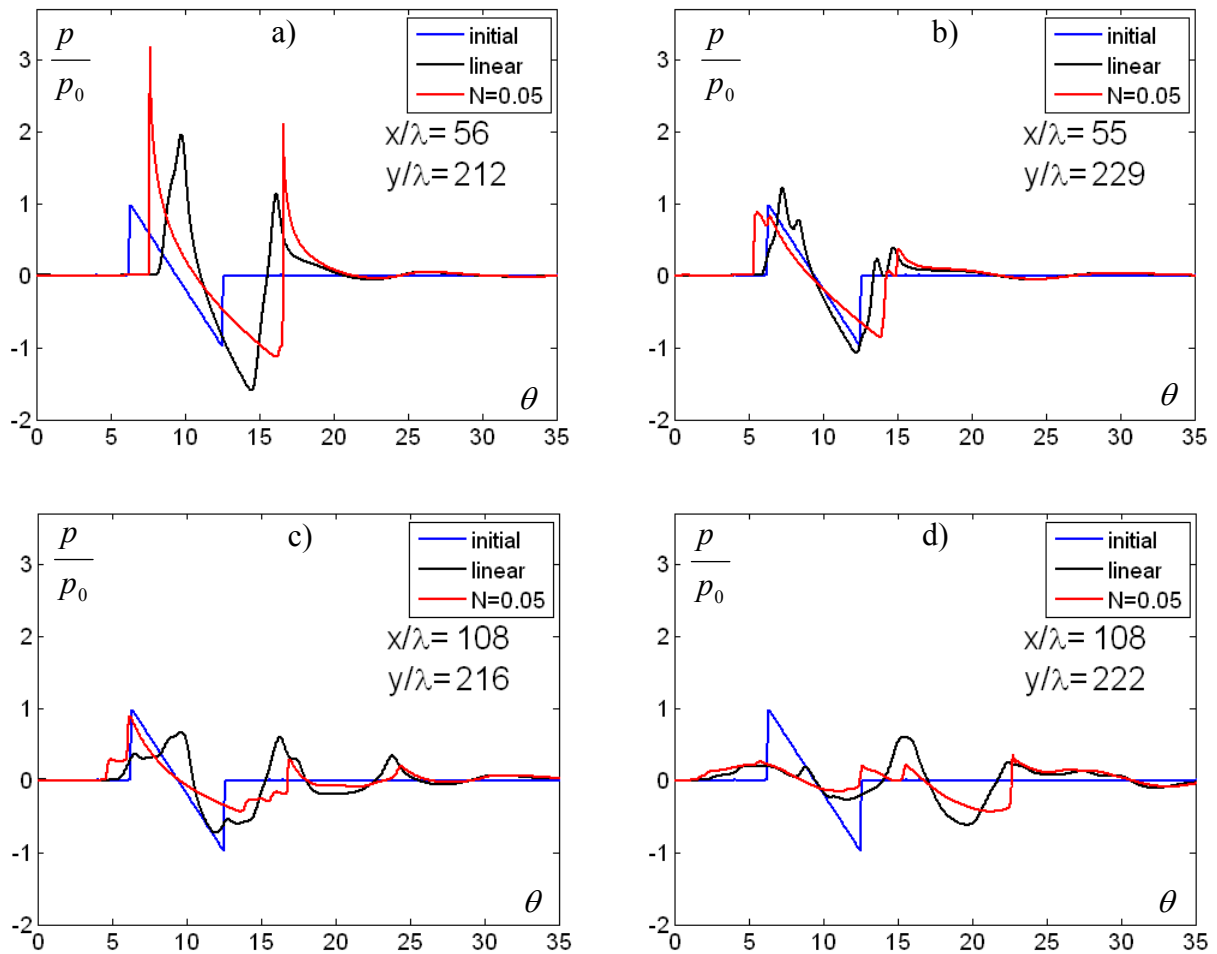 a)
p
p0
initial
linear
N=0.05
x/λ= 56
y/λ= 212
3
2
1
0
-1
-2
θ
0 5 10 15 20 25 30 35
b)
p
p0
initial
linear
N=0.05
x/λ= 55
y/λ= 229
3
2
1
0
-1
-2
θ
0 5 10 15 20 25 30 35
c)
p
p0
initial
linear
N=0.05
x/λ= 108
y/λ= 216
3
2
1
0
-1
-2
θ
0 5 10 15 20 25 30 35
d)
p
p0
initial
linear
N=0.05
x/λ= 108
y/λ= 222
3
2
1
0
-1
-2
θ
0 5 10 15 20 25 30 35